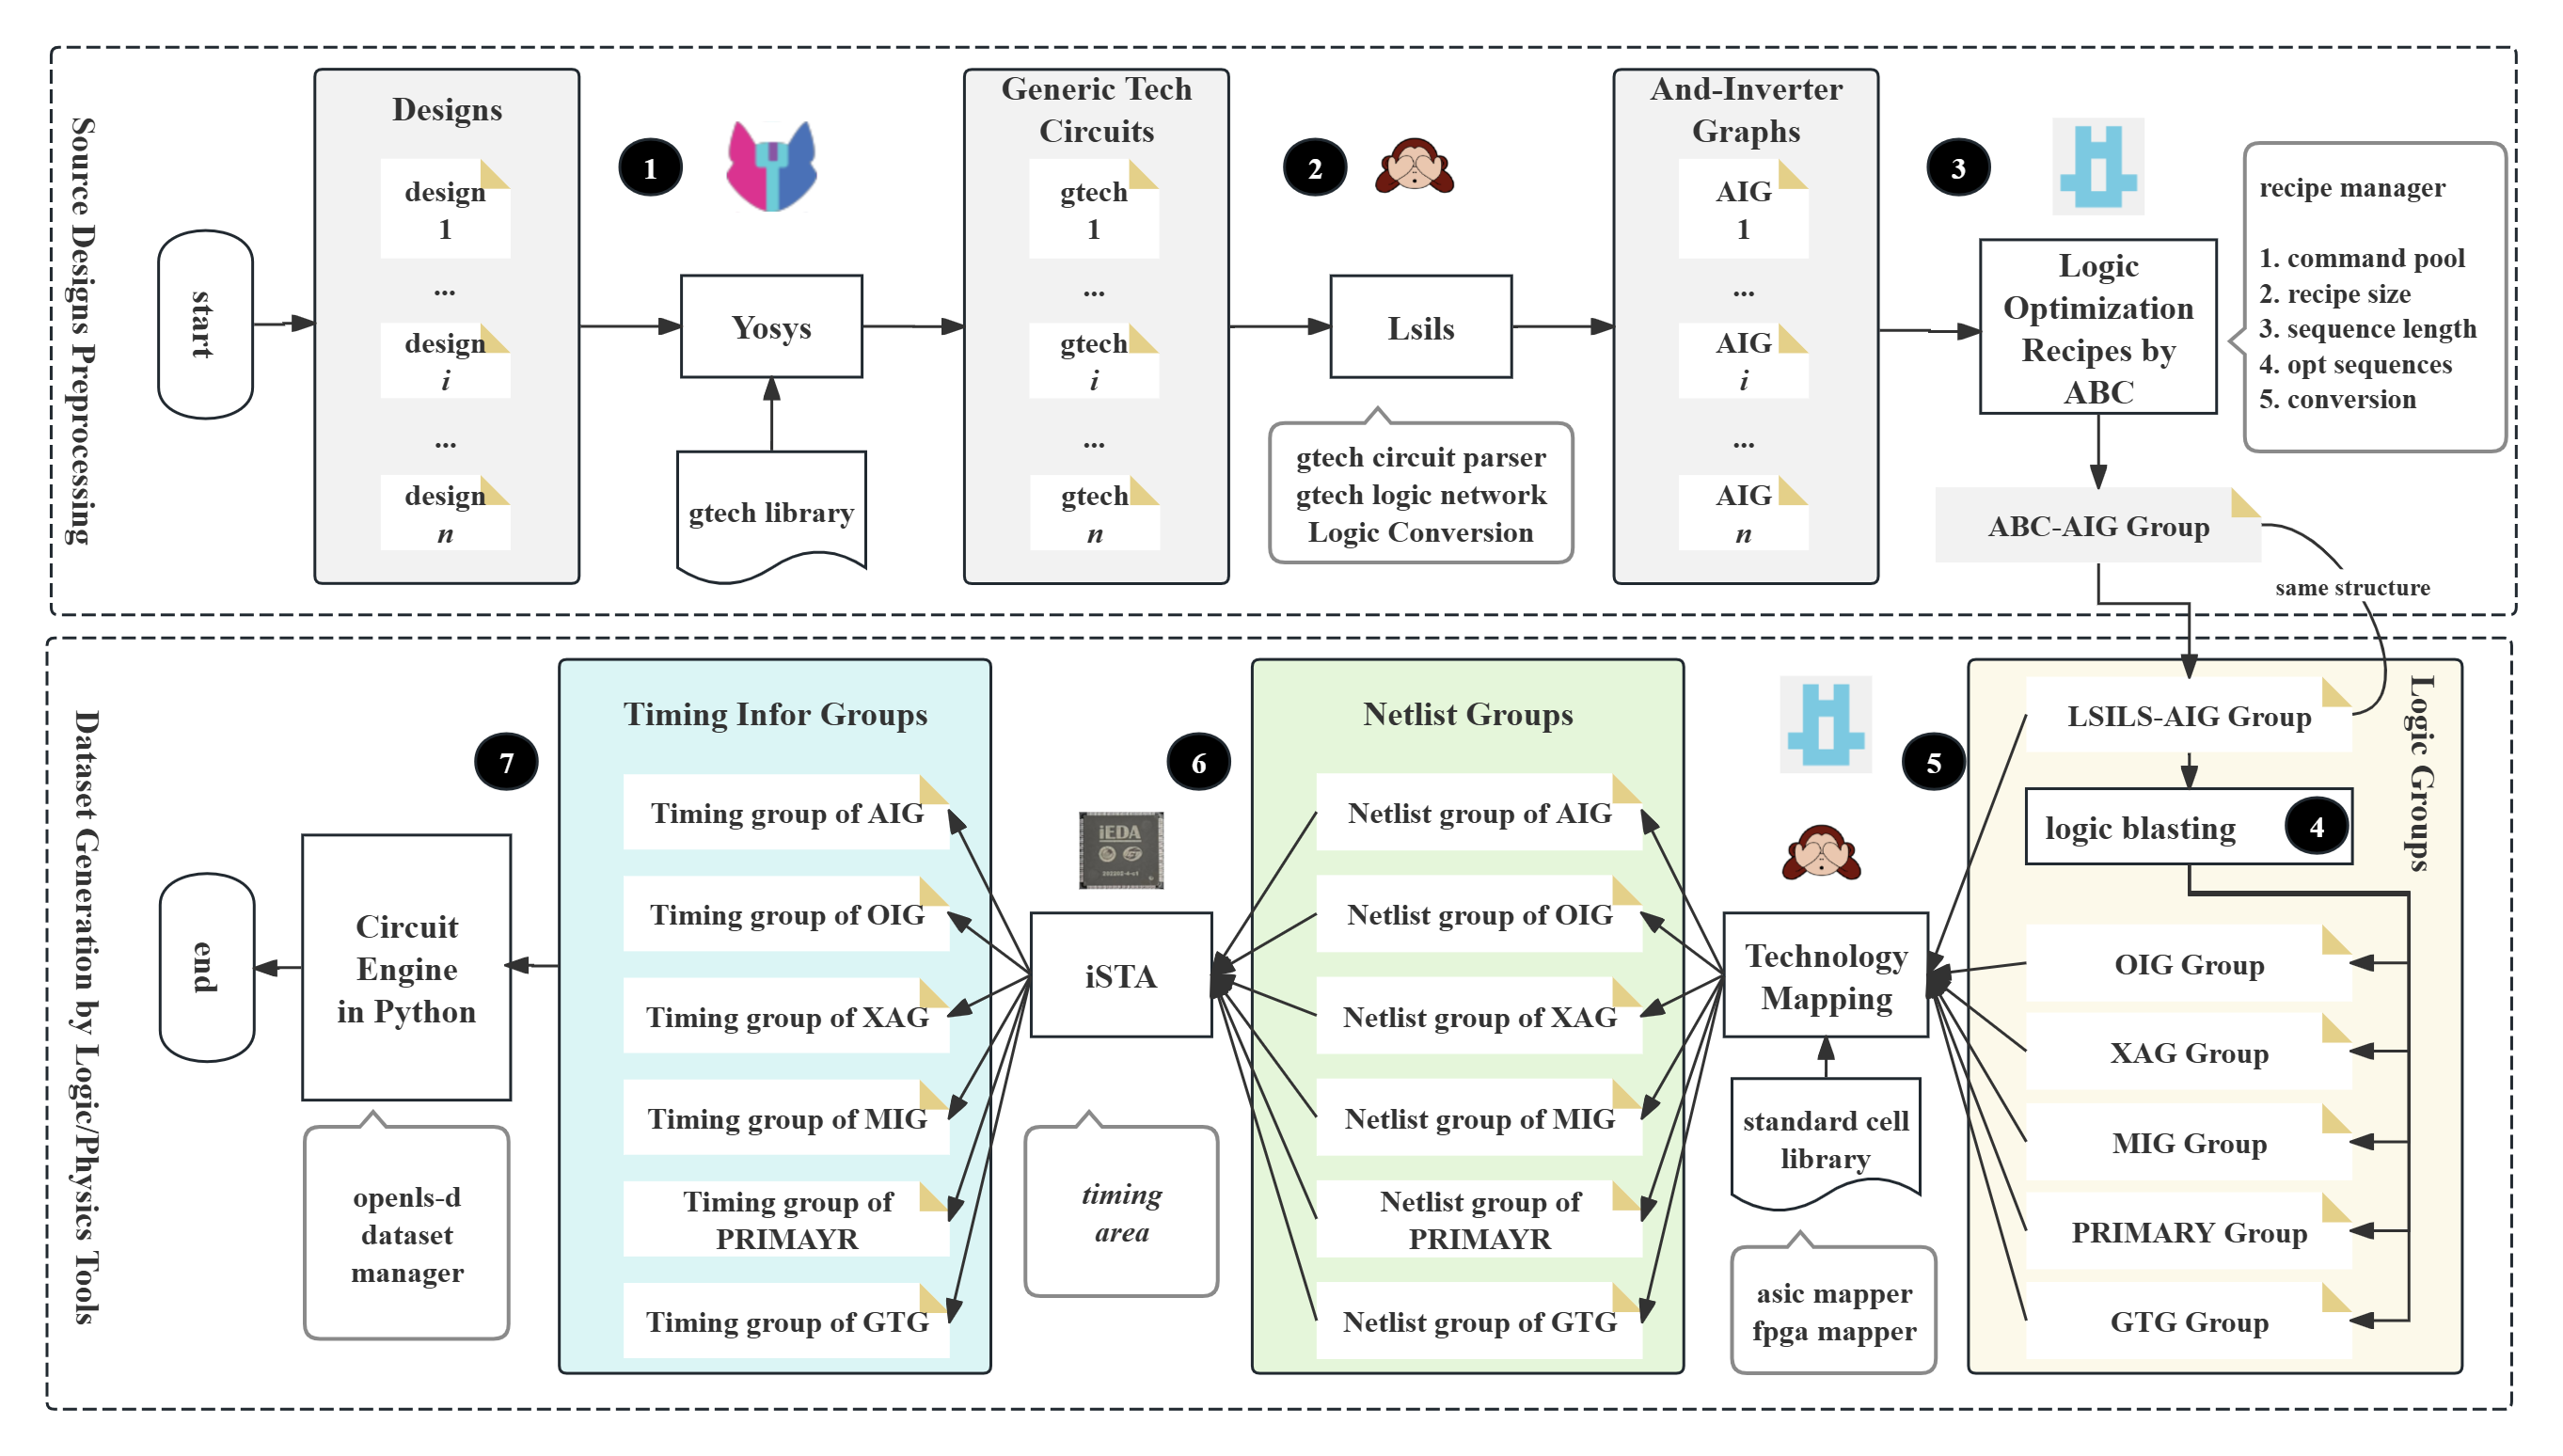 Source Designs Preprocessing
start
Designs
design
1
...
design
i
...
design
n
1
Yosys
gtech library
Generic Tech
Circuits
gtech
1
...
gtech
i
...
gtech
n
2
Lsils
gtech circuit parser
gtech logic network
Logic Conversion
And-Inverter
Graphs
AIG
1
...
AIG
i
...
AIG
n
3
Logic
Optimization
Recipes by
ABC
recipe manager
1. command pool
2. recipe size
3. sequence length
4. opt sequences
5. conversion
ABC-AIG Group
same structure
Dataset Generation by Logic/Physics Tools
Logic Groups
LSILS-AIG Group
logic blasting
4
OIG Group
XAG Group
MIG Group
PRIMARY Group
GTG Group
5
Technology
Mapping
standard cell
library
asic mapper
fpga mapper
Netlist Groups
Netlist group of AIG
Netlist group of OIG
Netlist group of XAG
Netlist group of MIG
Netlist group of
PRIMAYR
Netlist group of GTG
6
iEDA
iSTA
timing
area
Timing Infor Groups
Timing group of AIG
Timing group of OIG
Timing group of XAG
Timing group of MIG
Timing group of
PRIMAYR
Timing group of GTG
7
Circuit
Engine
in Python
openls-d
dataset
manager
end